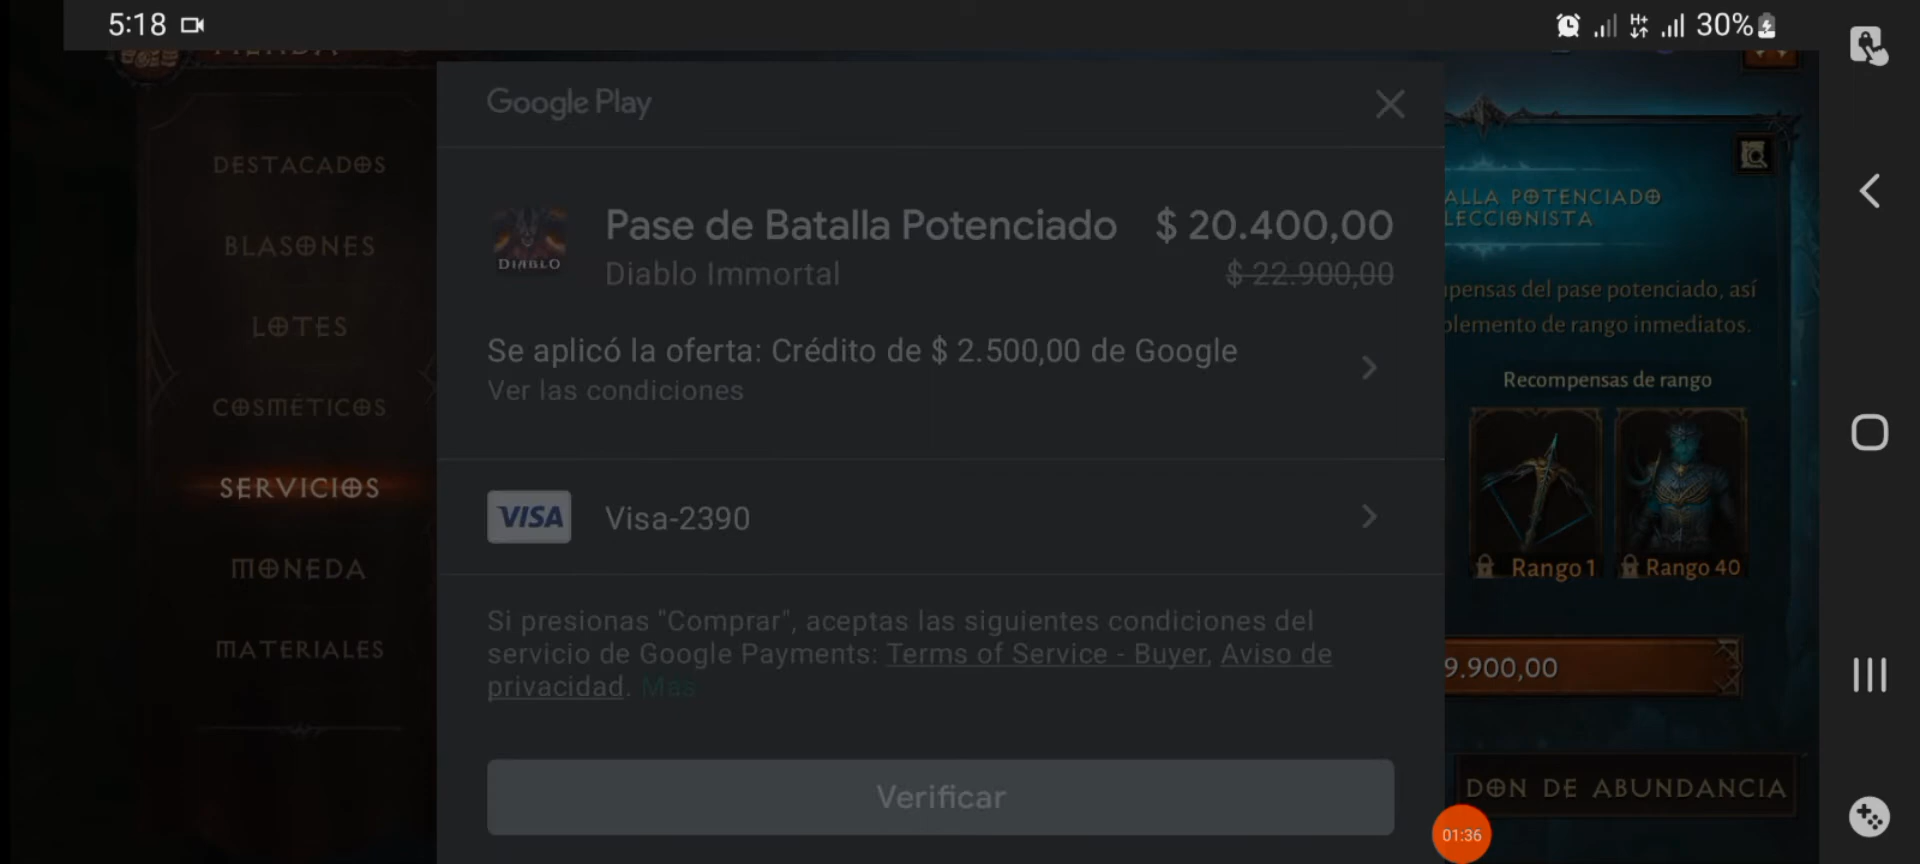 5:18
H+
30%
Google Play
DESTACADOS
BLASONES
LOTES
COSMÉTICOS
SERVICIOS
MONEDA
MATERIALES
DIABLO
Pase de Batalla Potenciado
$ 20.400,00
Diablo Immortal
$ 22.900,00
Se aplicó la oferta: Crédito de $ 2.500,00 de Google
Ver las condiciones
VISA
Visa-2390
Si presionas "Comprar", aceptas las siguientes condiciones del
servicio de Google Payments: Terms of Service - Buyer, Aviso de
privacidad. Mas
Verificar
ALLA POTENCIADO
LECCIONISTA
pensas del pase potenciado, así
plemento de rango inmediatos.
Recompensas de rango
Rango 1
Rango 40
9.900,00
DON DE ABUNDANCIA
01:36